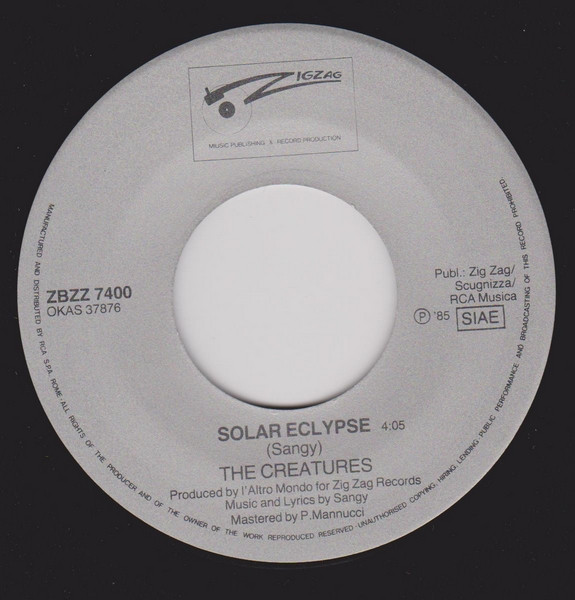 ZIGZAG
MUSIC PUBLISHING & RECORD PRODUCTION
ZBZZ 7400
OKAS 37876
Publ.: Zig Zag/
Scugnizza/
RCA Musica
Ⓟ '85 SIAE
SOLAR ECLYPSE 4:05
(Sangy)
THE CREATURES
Produced by l'Altro Mondo for Zig Zag Records
Music and Lyrics by Sangy
Mastered by P.Mannucci
MANUFACTURED AND DISTRIBUTED BY RCA S.P.A. ROME· ALL RIGHTS OF THE PRODUCER AND OF THE OWNER OF THE WORK REPRODUCED RESERVED· UNAUTHORISED COPYING, HIRING, LENDING, PUBLIC PERFORMANCE AND BROADCASTING OF THIS RECORD PROHIBITED